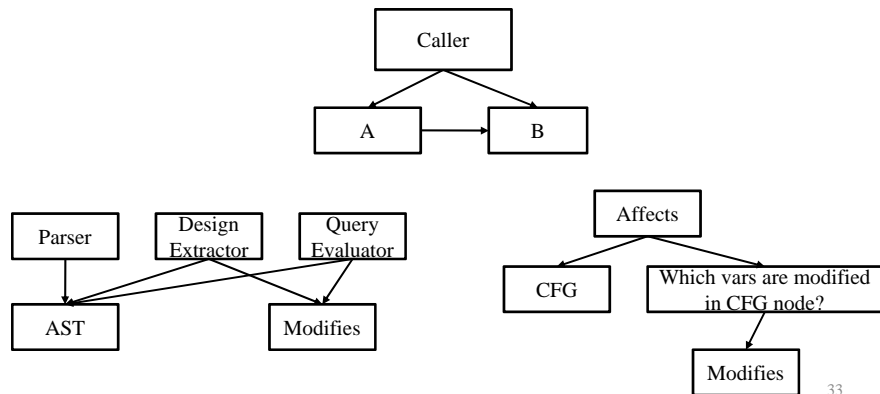 Caller
A
B
Parser
Design
Extractor
Query
Evaluator
AST
Modifies
Affects
CFG
Which vars are modified
in CFG node?
Modifies
33